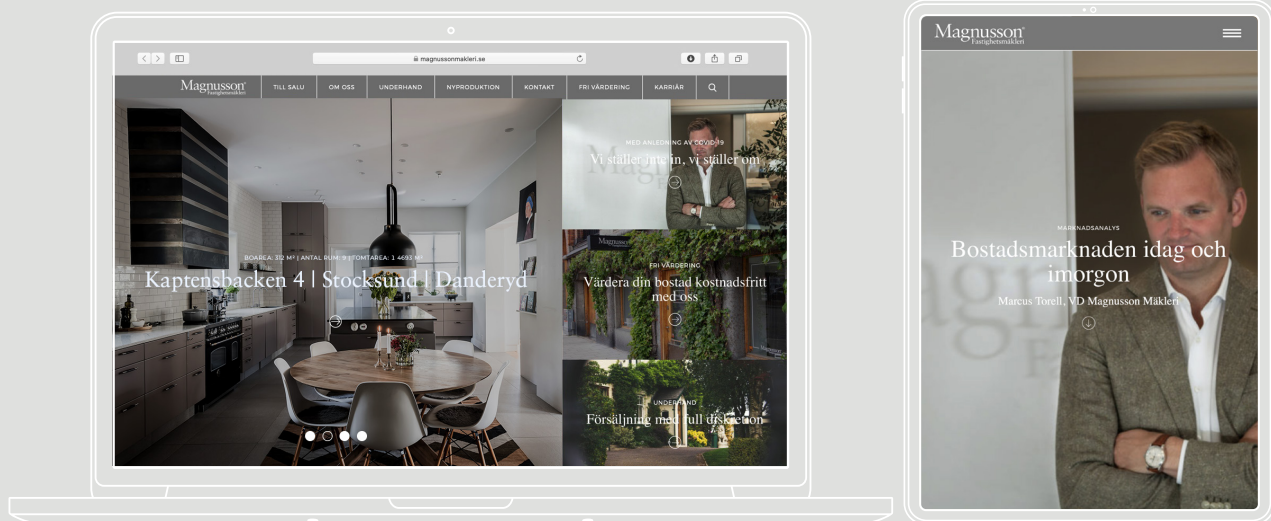 magnussonmakleri.se
Magnusson
Fastighetsmäkleri
TILL SALU
OM OSS
UNDERHAND
NYPRODUKTION
KONTAKT
FRI VÄRDERING
KARRIÄR
BOAREA: 312 M² | ANTAL RUM: 9 | TOMTAREA: 1 4693 M²
Kaptensbacken 4 | Stocksund | Danderyd
MED ANLEDNING AV COVID-19
Vi ställer inte in, vi ställer om
Magnusson
FRI VÄRDERING
Värdera din bostad kostnadsfritt
med oss
UNDERHAND
Försäljning med full diskretion
Magnusson
Fastighetsmäkleri
MARKNADSANALYS
Bostadsmarknaden idag och
imorgon
Marcus Torell, VD Magnusson Mäkleri